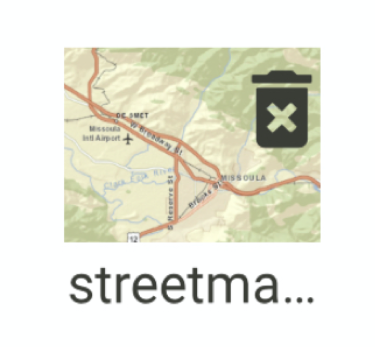 DE SMET
Missoula
Intl Airport
W Broadway St
Clark Fork River
MISSOULA
S Reserve St
Brooks St
12
streetma...